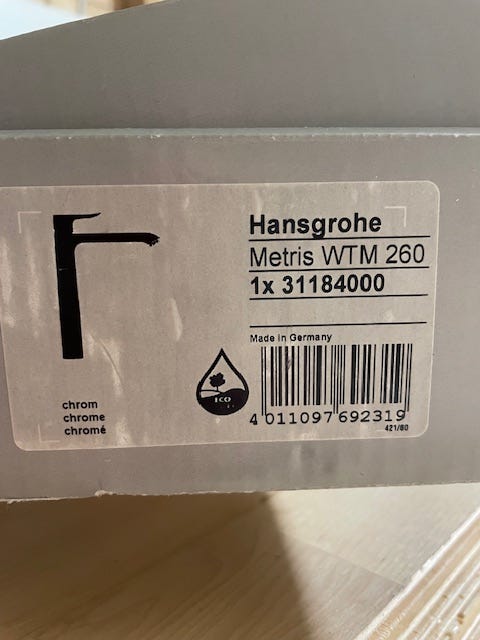 Hansgrohe
Metris WTM 260
1x 31184000
Made in Germany
ECO
chrom
chrome
chromé
4 011097 692319
421/80